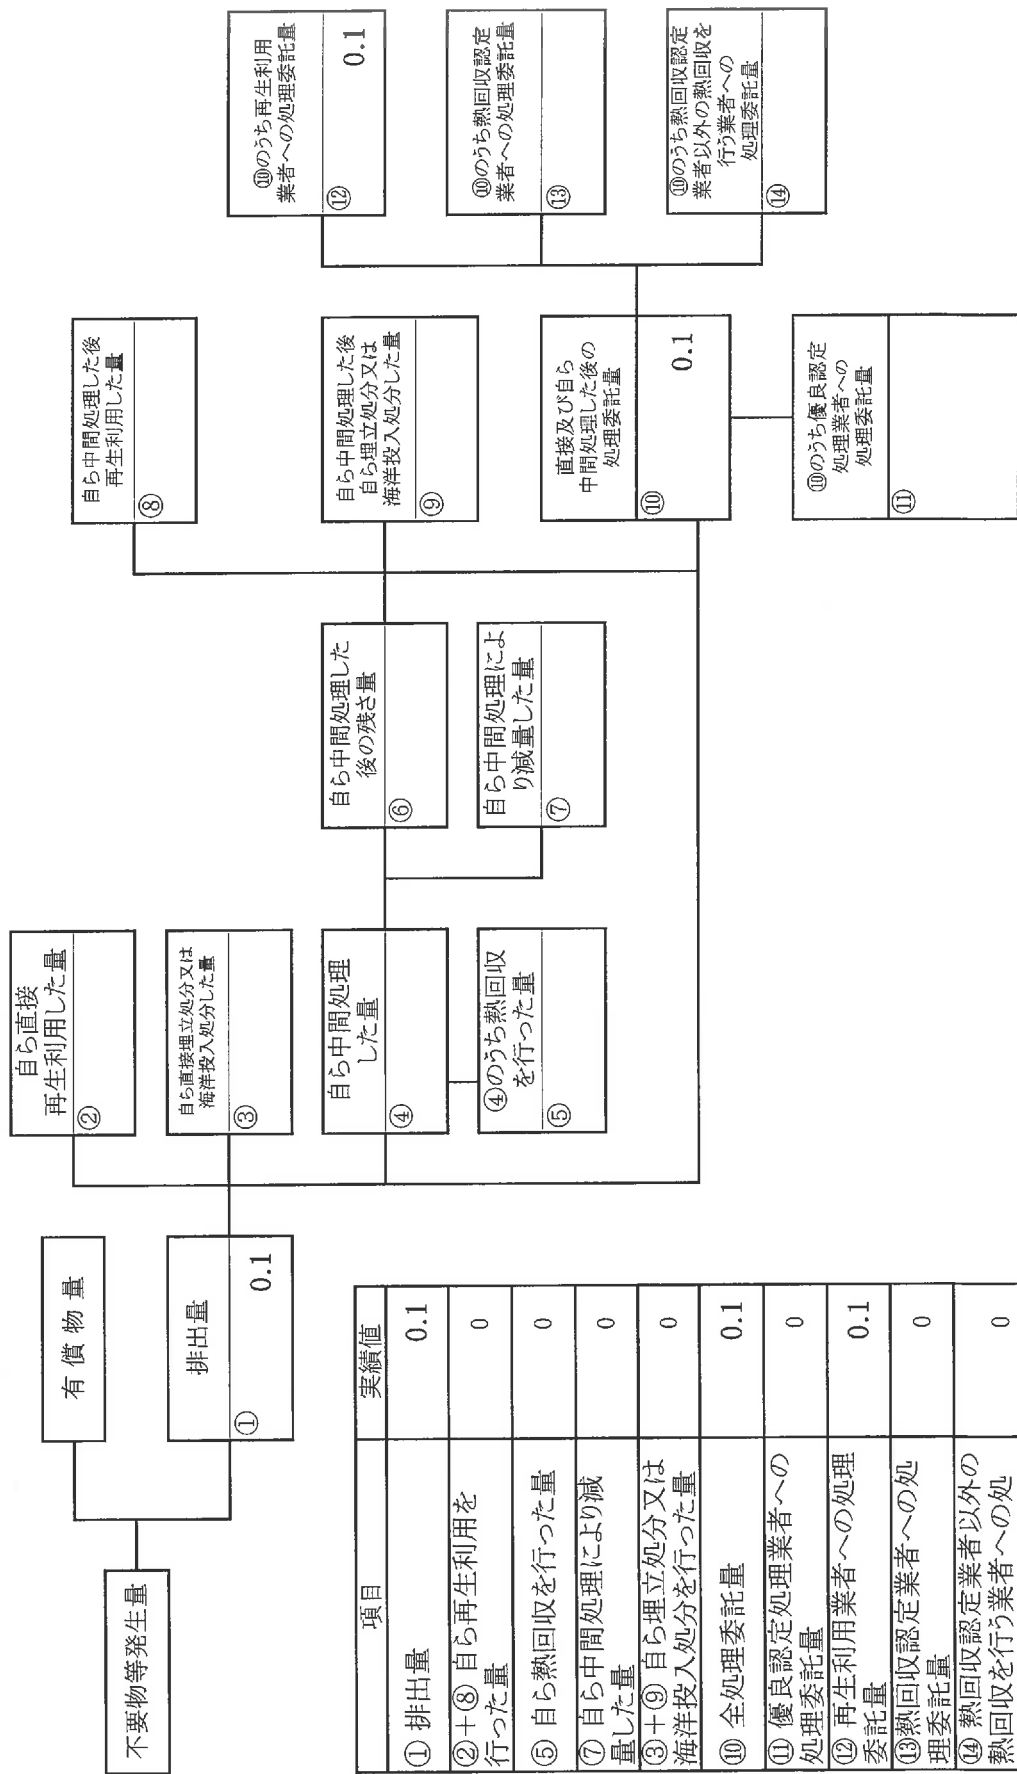 不要物等発生量
有償物量
排出量
①
0.1
自ら直接
再生利用した量
②
自ら直接埋立処分又は
海洋投入処分した量
③
自ら中間処理
した量
④
④のうち熱回収
を行った量
⑤
自ら中間処理した
後の残さ量
⑥
自ら中間処理によ
り減量した量
⑦
自ら中間処理した後
再生利用した量
⑧
自ら中間処理した後
自ら埋立処分又は
海洋投入処分した量
⑨
直接及び自ら
中間処理した後の
処理委託量
⑩
0.1
⑩のうち優良認定
処理業者への
処理委託量
⑪
⑩のうち再生利用
業者への処理委託量
⑫
0.1
⑩のうち熱回収認定
業者への処理委託量
⑬
⑩のうち熱回収認定
業者以外の熱回収を
行う業者への
処理委託量
⑭
項目 実績値
① 排出量 0.1
②+⑧ 自ら再生利用を
行った量 0
⑤ 自ら熱回収を行った量 0
⑦ 自ら中間処理により減
量した量 0
③+⑨ 自ら埋立処分又は
海洋投入処分を行った量 0
⑩ 全処理委託量 0.1
⑪ 優良認定処理業者への
処理委託量 0
⑫ 再生利用業者への処理
委託量 0.1
⑬熱回収認定業者への処
理委託量 0
⑭ 熱回収認定業者以外の
熱回収を行う業者への処 0